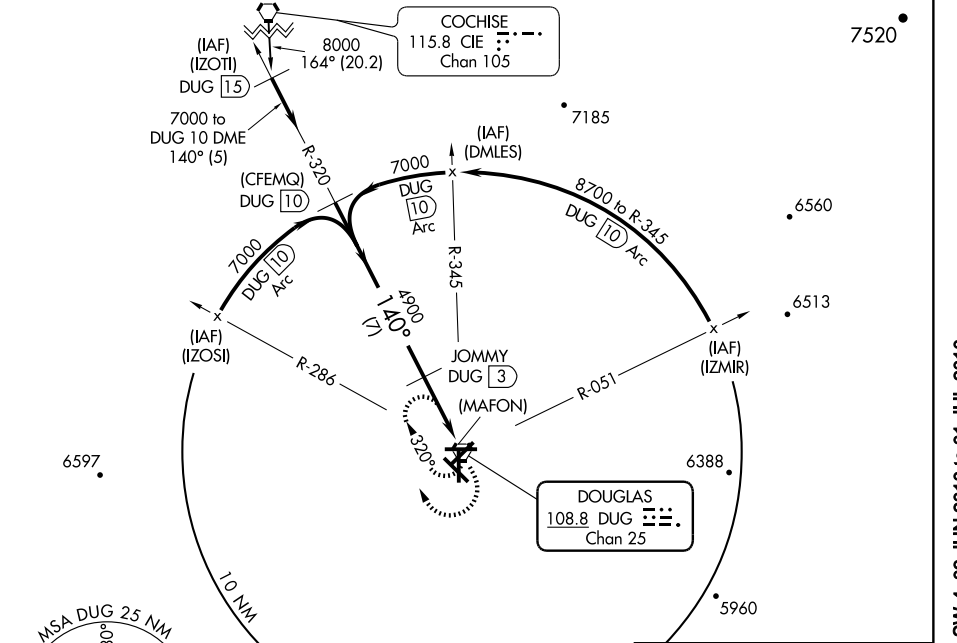 COCHISE
115.8 CIE
Chan 105
7520
(IAF)
(IZOTI)
DUG 15
8000
164° (20.2)
7000 to
DUG 10 DME
140° (5)
7185
R-320
(IAF)
(DMLES)
(CFEMQ)
DUG 10
7000
DUG
10
Arc
8700 to R-345
DUG 10 Arc
6560
7000
DUG 10
Arc
R-345
6513
(IAF)
(IZOSI)
4900
140°
(7)
(IAF)
(IZMIR)
R-286
JOMMY
DUG 3
R-051
(MAFON)
320°
6597
6388
DOUGLAS
108.8 DUG
Chan 25
10 NM
5960
MSA DUG 25 NM